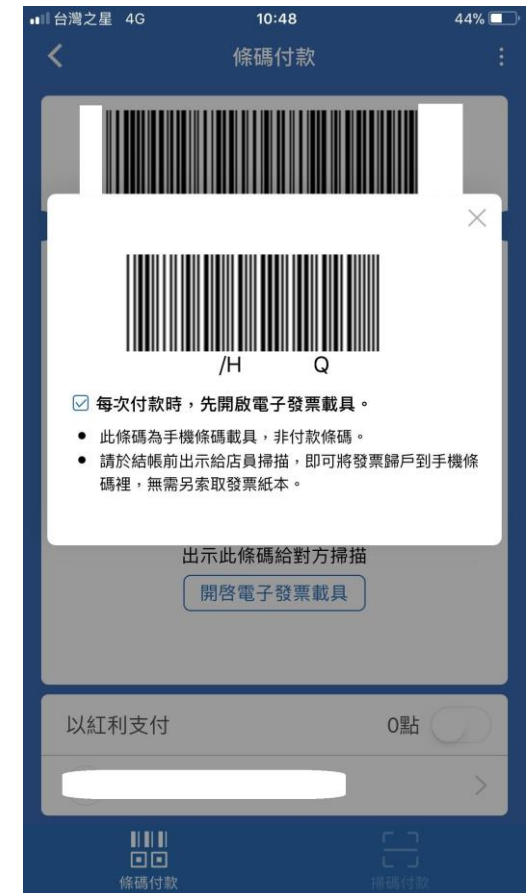 台灣之星 4G 10:48 44%
條碼付款
/H Q
每次付款時，先開啟電子發票載具。
此條碼為手機條碼載具，非付款條碼。
請於結帳前出示給店員掃描，即可將發票歸戶到手機條
碼裡，無需另索取發票紙本。
出示此條碼給對方掃描
開啓電子發票載具
以紅利支付 0點
條碼付款 掃碼付款